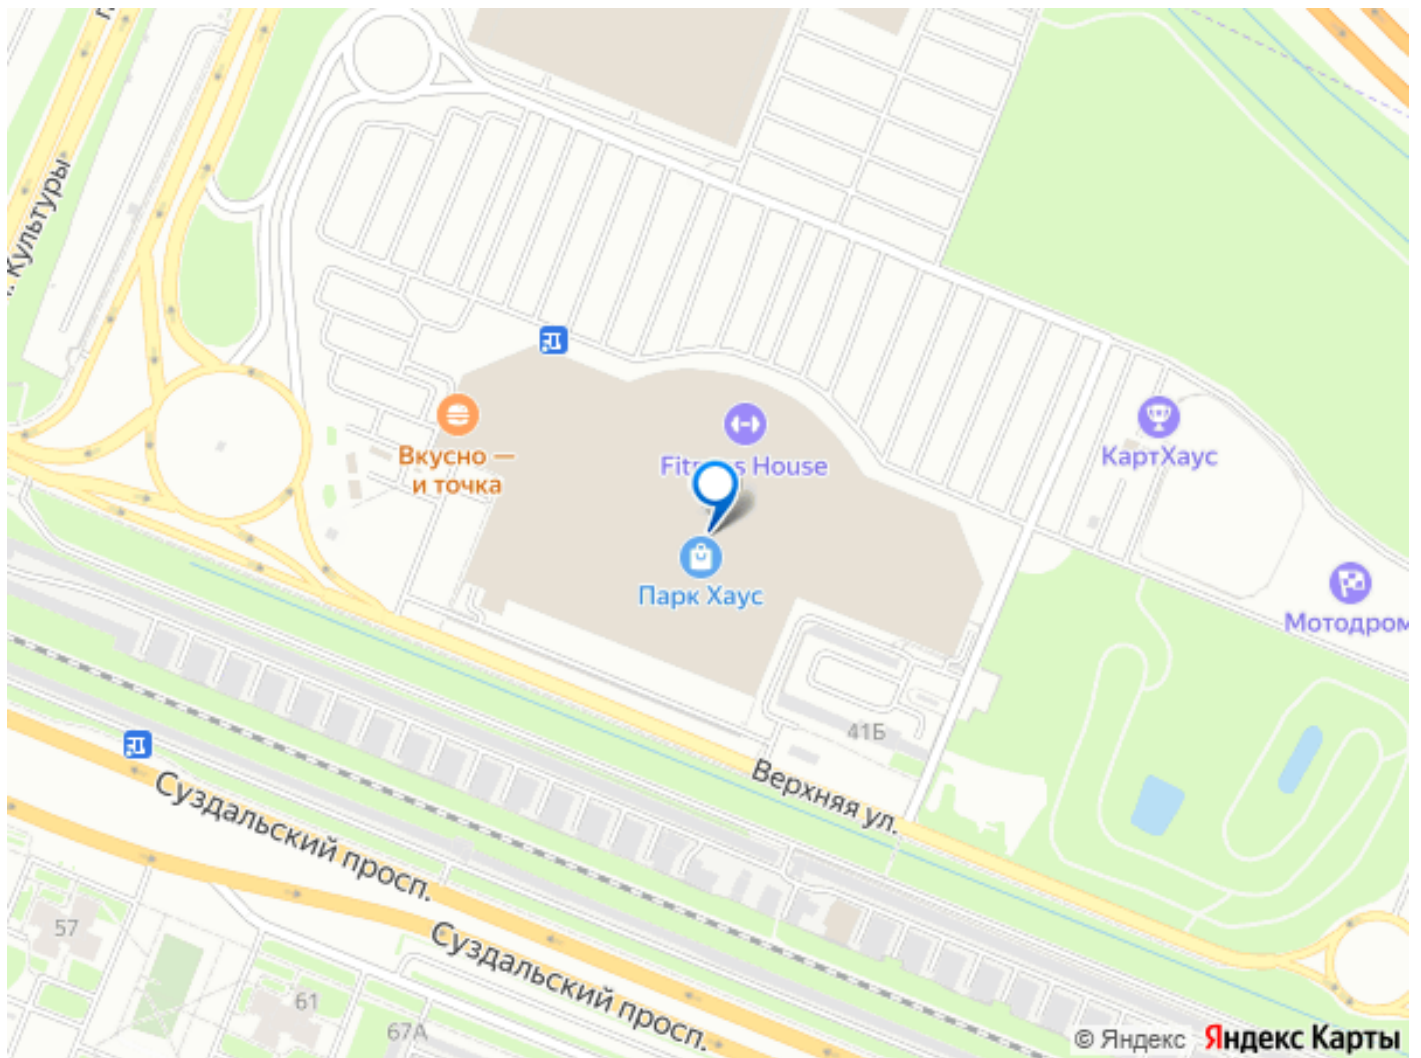 Культуры
Вкусно —
и точка
Fitness House
КартХаус
Парк Хаус
Мотодром
41Б
Верхняя ул.
Суздальский просп.
Суздальский просп.
57
61
67А
© Яндекс Яндекс Карты